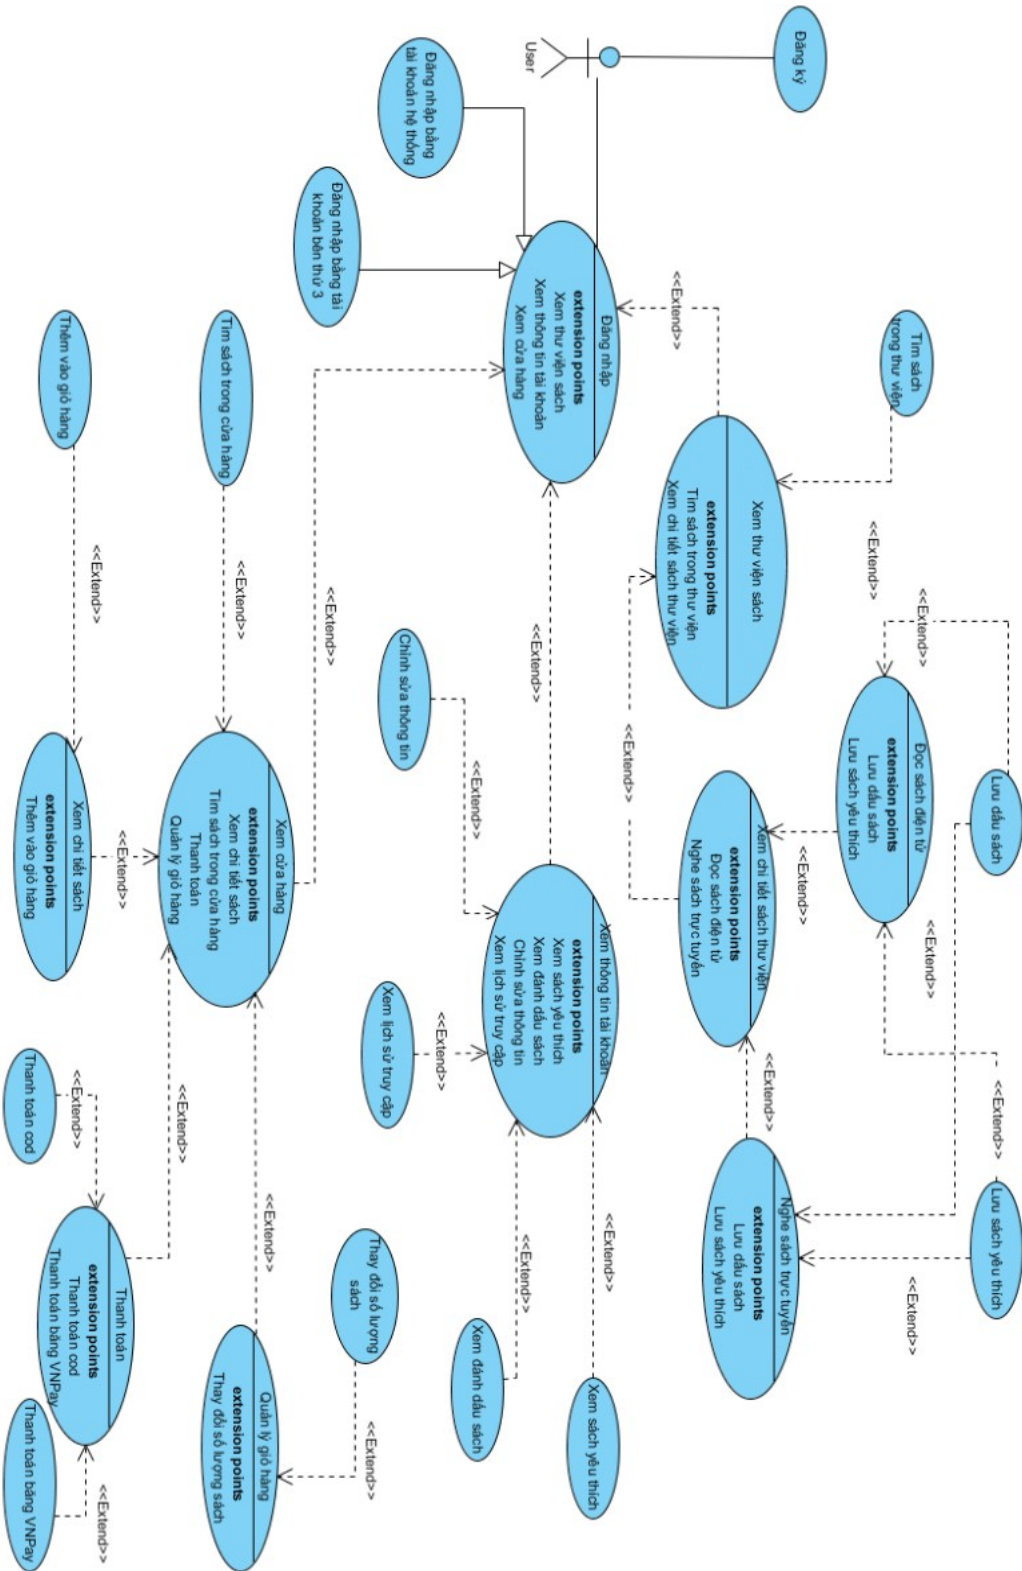 Đăng ký
User
Đăng nhập bằng
tài khoản hệ thống
Đăng nhập bằng tài
khoản bên thứ 3
Đăng nhập
extension points
Xem thư viện sách
Xem thông tin tài khoản
Xem cửa hàng
<<Extend>>
Tìm sách
trong thư viện
<<Extend>>
Xem thư viện sách
extension points
Tìm sách trong thư viện
Xem chi tiết sách thư viện
<<Extend>>
Lưu dấu sách
<<Extend>>
<<Extend>>
Đọc sách điện tử
extension points
Lưu dấu sách
Lưu sách yêu thích
<<Extend>>
Xem chi tiết sách thư viện
extension points
Đọc sách điện tử
Nghe sách trực tuyến
<<Extend>>
Lưu sách yêu thích
<<Extend>>
<<Extend>>
Nghe sách trực tuyến
extension points
Lưu dấu sách
Lưu sách yêu thích
<<Extend>>
<<Extend>>
Chỉnh sửa thông tin
<<Extend>>
Xem thông tin tài khoản
extension points
Xem sách yêu thích
Xem đánh dấu sách
Chỉnh sửa thông tin
Xem lịch sử truy cập
Xem lịch sử truy cập
<<Extend>>
<<Extend>>
Xem đánh dấu sách
<<Extend>>
Xem sách yêu thích
<<Extend>>
Tìm sách trong cửa hàng
<<Extend>>
Thêm vào giỏ hàng
<<Extend>>
Xem cửa hàng
extension points
Xem chi tiết sách
Tìm sách trong cửa hàng
Thanh toán
Quản lý giỏ hàng
<<Extend>>
Xem chi tiết sách
extension points
Thêm vào giỏ hàng
<<Extend>>
<<Extend>>
Thay đổi số lượng
sách
<<Extend>>
Quản lý giỏ hàng
extension points
Thay đổi số lượng sách
Thanh toán cod
<<Extend>>
Thanh toán
extension points
Thanh toán cod
Thanh toán bằng VNPay
<<Extend>>
Thanh toán bằng VNPay